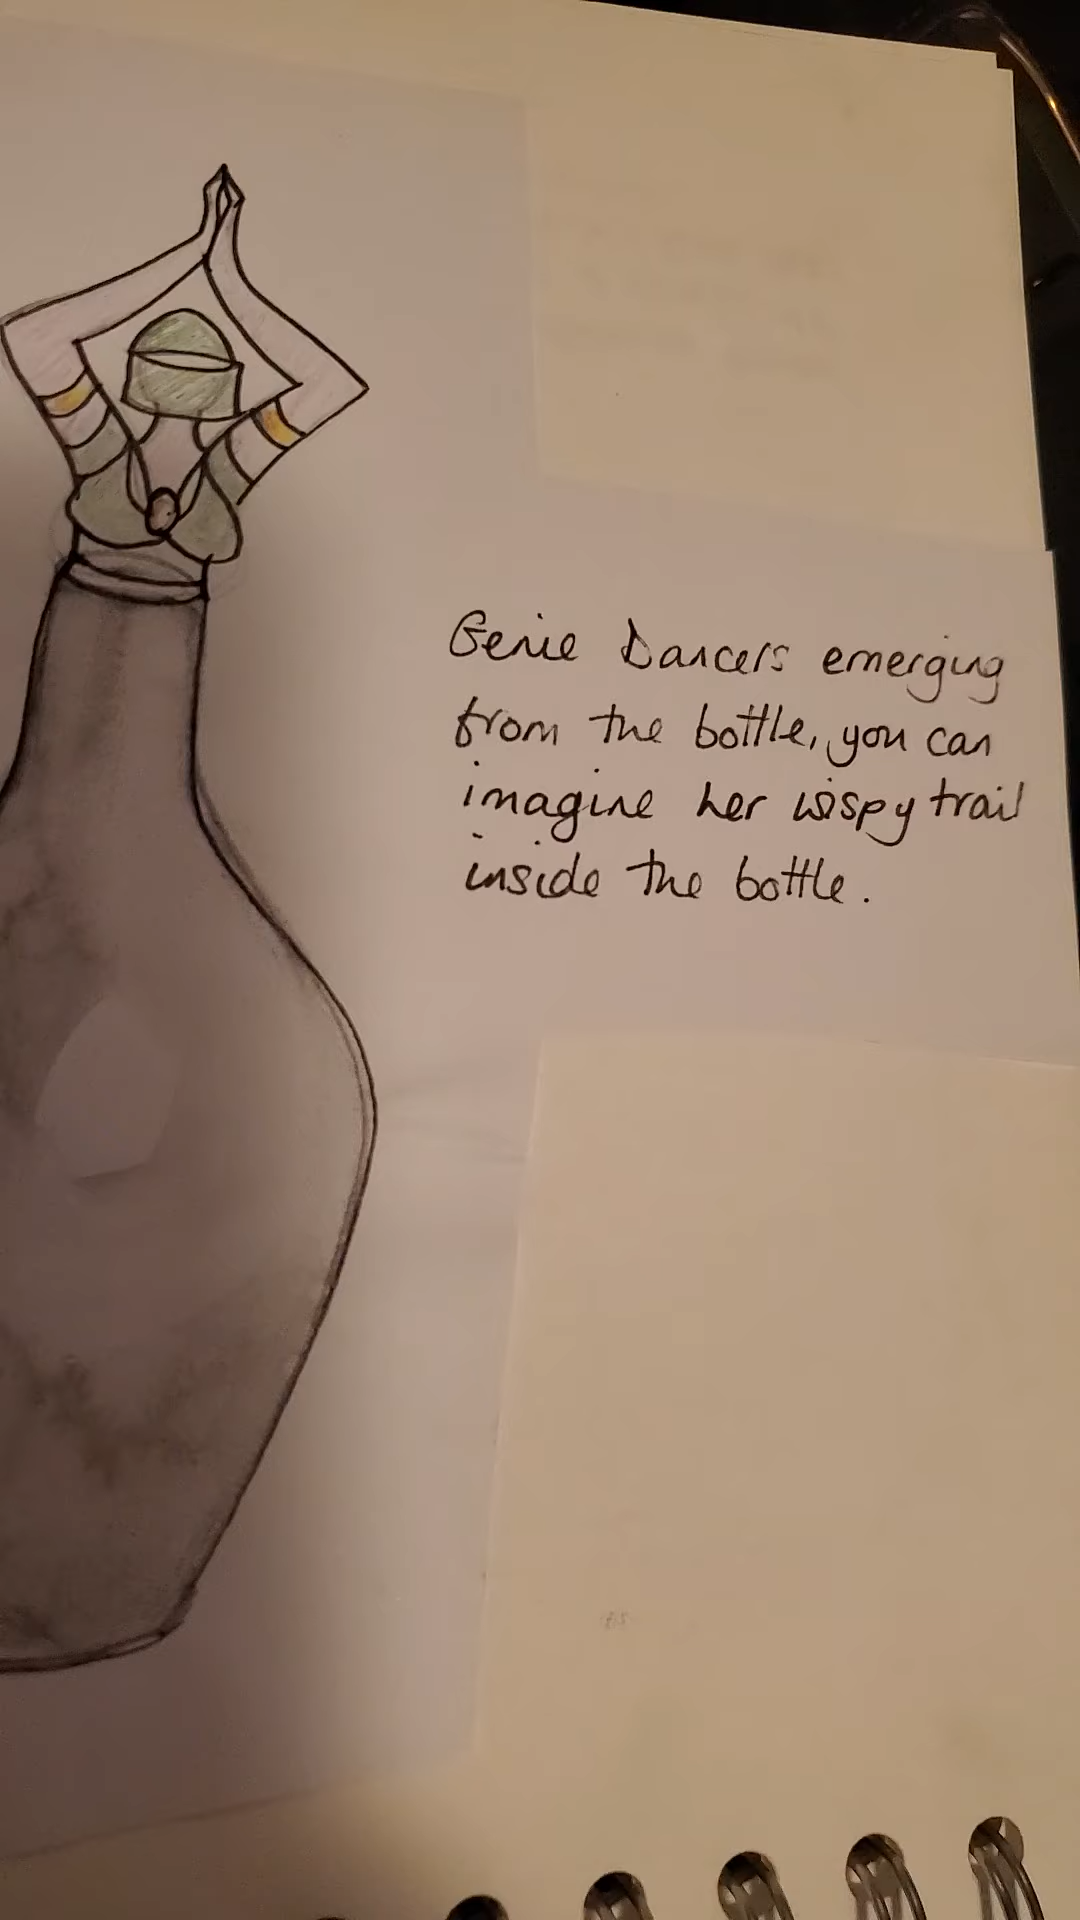 Genie Dancers emerging
from the bottle, you can
imagine her wispy trail
inside the bottle.